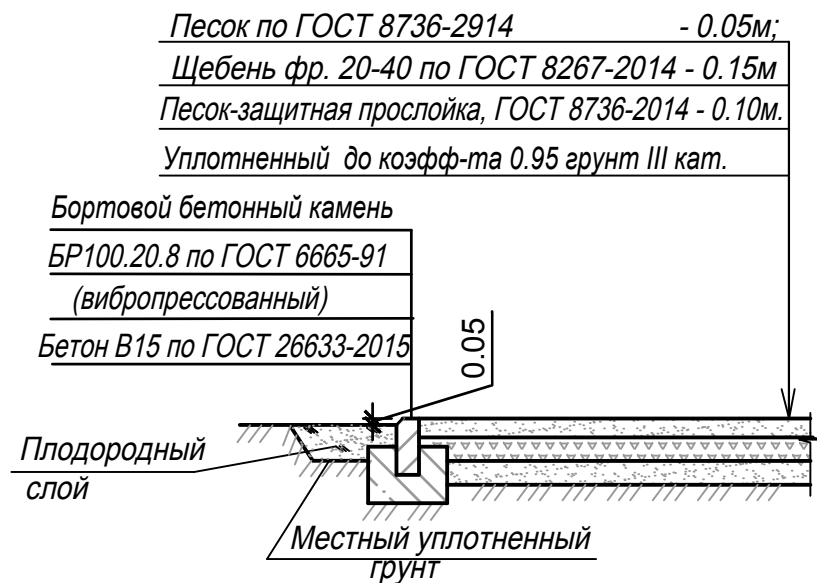 Песок по ГОСТ 8736-2914 - 0.05м;
Щебень фр. 20-40 по ГОСТ 8267-2014 - 0.15м
Песок-защитная прослойка, ГОСТ 8736-2014 - 0.10м.
Уплотненный до коэфф-та 0.95 грунт III кат.
Бортовой бетонный камень
БР100.20.8 по ГОСТ 6665-91
(вибропрессованный)
Бетон В15 по ГОСТ 26633-2015
0.05
Плодородный
слой
Местный уплотненный
грунт